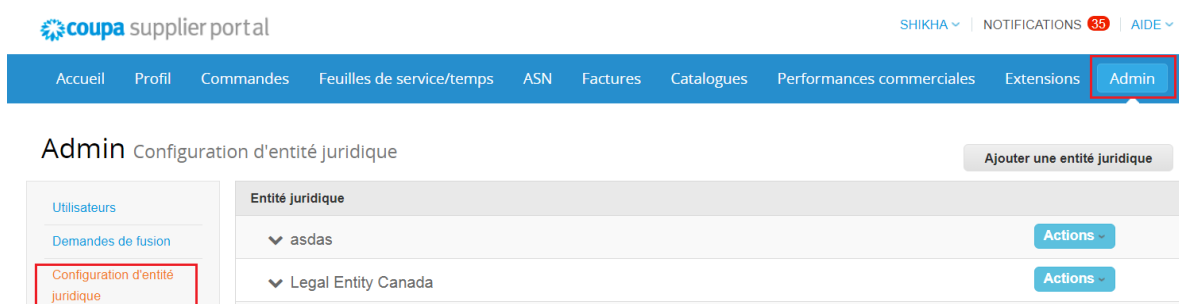 coupa supplier portal
SHIKHA NOTIFICATIONS 35 AIDE
Accueil Profil Commandes Feuilles de service/temps ASN Factures Catalogues Performances commerciales Extensions Admin
Admin Configuration d'entité juridique
Ajouter une entité juridique
Utilisateurs
Demandes de fusion
Configuration d'entité
juridique
Entité juridique
asdas Actions
Legal Entity Canada Actions